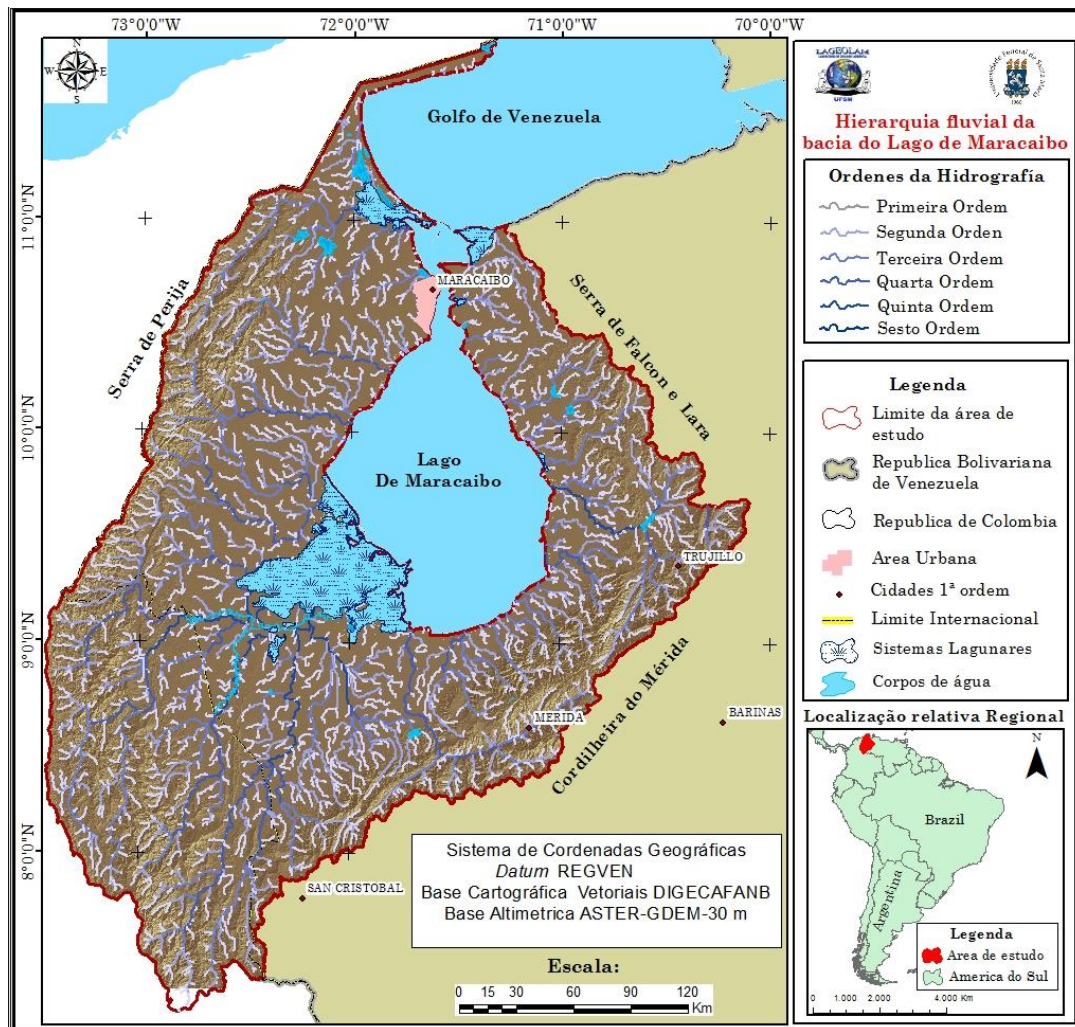 73°0'0"W
72°0'0"W
71°0'0"W
70°0'0"W
N
W
E
S
Golfo de Venezuela
11°0'0"N
MARACAIBO
Serra de Perija
Serra de Falcon e Lara
10°0'0"N
Lago
De Maracaibo
TRUJILLO
9°0'0"N
MERIDA
BARINAS
Cordilheira do Mérida
8°0'0"N
SAN CRISTOBAL
Sistema de Cordenadas Geográficas
Datum REGVEN
Base Cartográfica Vetoriais DIGECAFANB
Base Altimetrica ASTER-GDEM-30 m
Escala:
0 15 30 60 90 120
Km
LAGEOLAM
UFSM
Universidade Federal de Santa Maria
1960
Hierarquia fluvial da
bacia do Lago de Maracaibo
Ordenes da Hidrografía
Primeira Ordem
Segunda Orden
Terceira Ordem
Quarta Ordem
Quinta Ordem
Sesto Ordem
Legenda
Limite da área de
estudo
Republica Bolivariana
de Venezuela
Republica de Colombia
Area Urbana
Cidades 1ª ordem
Limite Internacional
Sistemas Lagunares
Corpos de água
Localização relativa Regional
N
Brazil
Argentina
Legenda
Area de estudo
America do Sul
0 1.000 2.000 4.000 Km